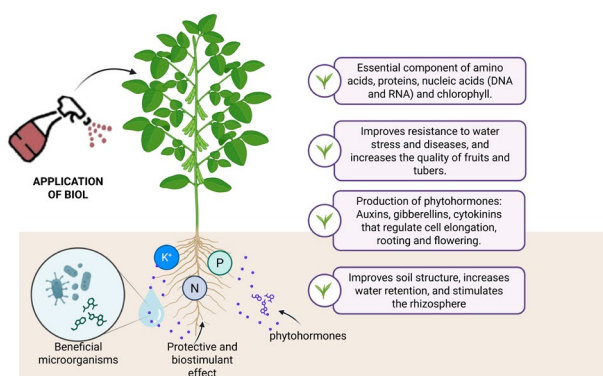 Essential component of amino
acids, proteins, nucleic acids (DNA
and RNA) and chlorophyll.
Improves resistance to water
stress and diseases, and
increases the quality of fruits and
tubers.
APPLICATION
OF BIOL
Production of phytohormones:
Auxins, gibberellins, cytokinins
that regulate cell elongation,
rooting and flowering.
K+
P
N
Improves soil structure, increases
water retention, and stimulates
the rhizosphere
phytohormones
Beneficial
microorganisms
Protective and
biostimulant
effect